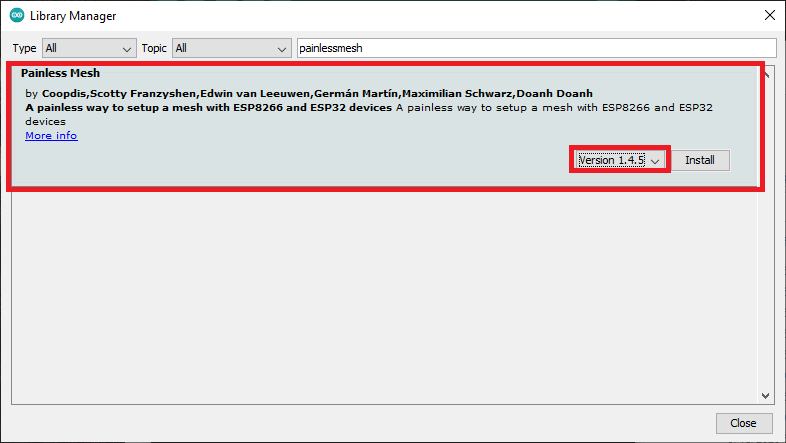 Library Manager
Type All Topic All painlessmesh
Painless Mesh
by Coopdis,Scotty Franzyshen,Edwin van Leeuwen,Germán Martín,Maximilian Schwarz,Doanh Doanh
A painless way to setup a mesh with ESP8266 and ESP32 devices A painless way to setup a mesh with ESP8266 and ESP32
devices
More info
Version 1.4.5 Install
Close